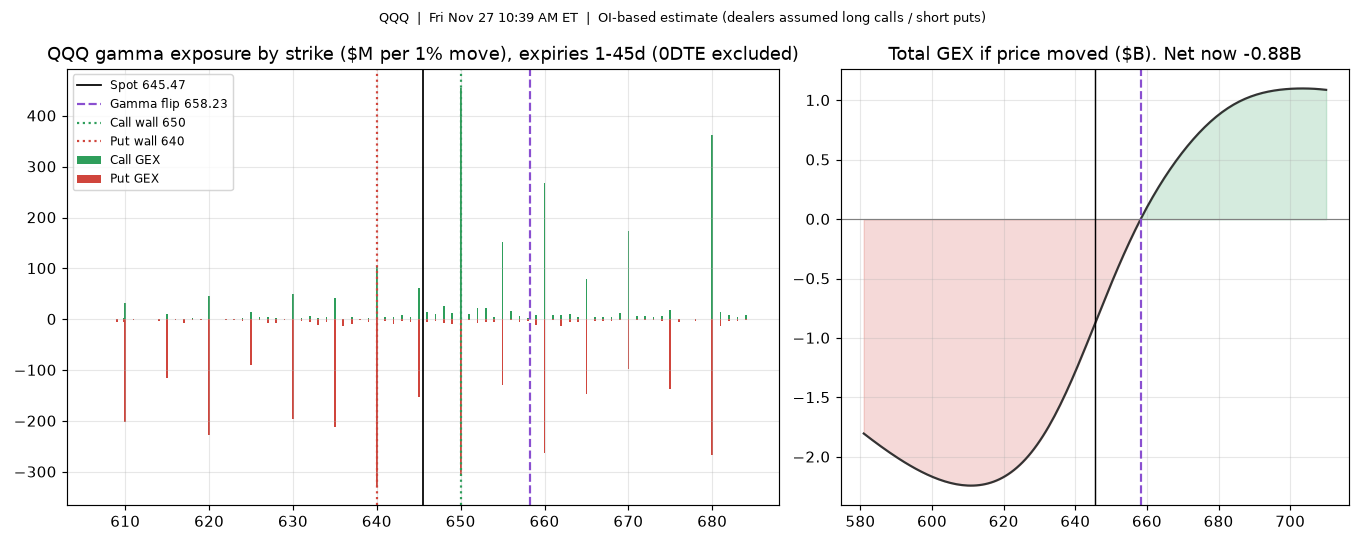 QQQ | Fri Nov 27 10:39 AM ET | OI-based estimate (dealers assumed long calls / short puts)
QQQ gamma exposure by strike ($M per 1% move), expiries 1-45d (0DTE excluded)
Spot 645.47
Gamma flip 658.23
Call wall 650
Put wall 640
Call GEX
Put GEX
400
300
200
100
0
−100
−200
−300
610 620 630 640 650 660 670 680
Total GEX if price moved ($B). Net now -0.88B
1.0
0.5
0.0
−0.5
−1.0
−1.5
−2.0
580 600 620 640 660 680 700